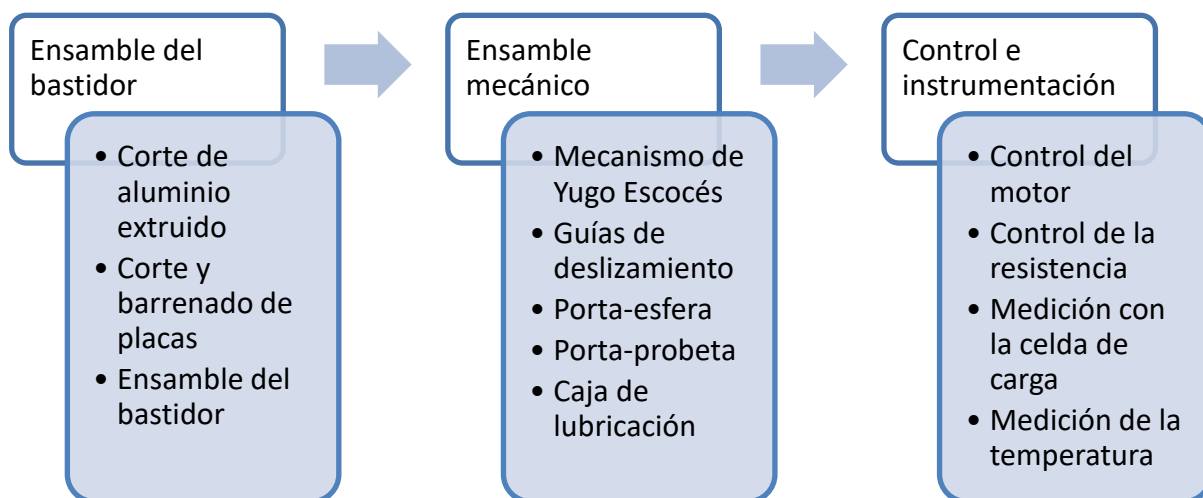 Ensamble del
bastidor
• Corte de
aluminio
extruido
• Corte y
barrenado de
placas
• Ensamble del
bastidor
Ensamble
mecánico
• Mecanismo de
Yugo Escocés
• Guías de
deslizamiento
• Porta-esfera
• Porta-probeta
• Caja de
lubricación
Control e
instrumentación
• Control del
motor
• Control de la
resistencia
• Medición con
la celda de
carga
• Medición de la
temperatura